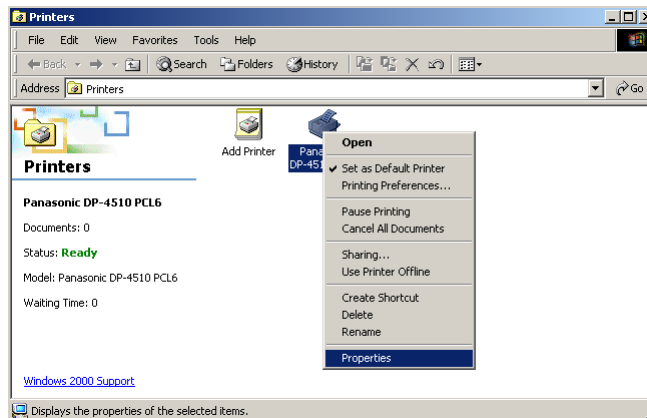 Printers
File Edit View Favorites Tools Help
Back Search Folders History
Address Printers Go
Add Printer
DP-451
Printers
Panasonic DP-4510 PCL6
Documents: 0
Status: Ready
Model: Panasonic DP-4510 PCL6
Waiting Time: 0
Windows 2000 Support
Open
Set as Default Printer
Printing Preferences...
Pause Printing
Cancel All Documents
Sharing...
Use Printer Offline
Create Shortcut
Delete
Rename
Properties
Displays the properties of the selected items.